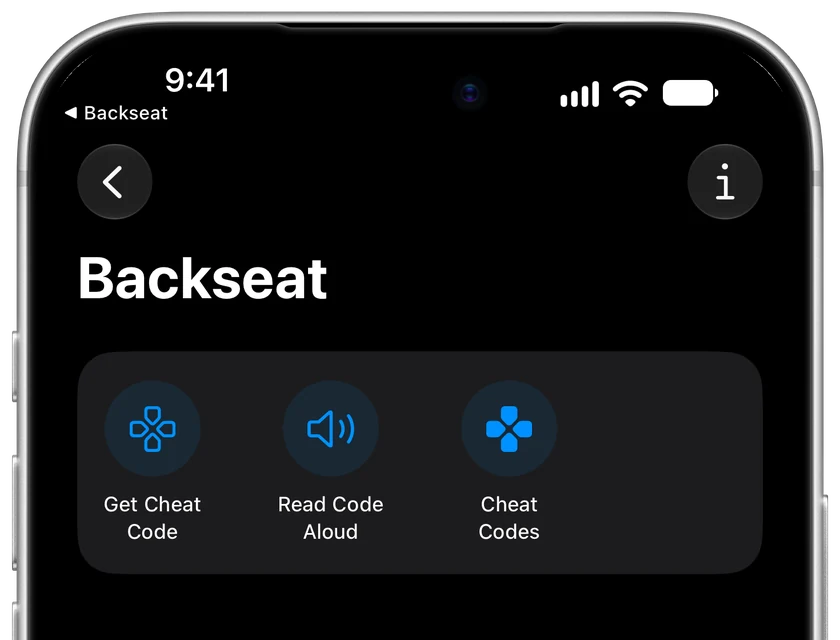 9:41
◀ Backseat
Backseat
Get Cheat
Code
Read Code
Aloud
Cheat
Codes